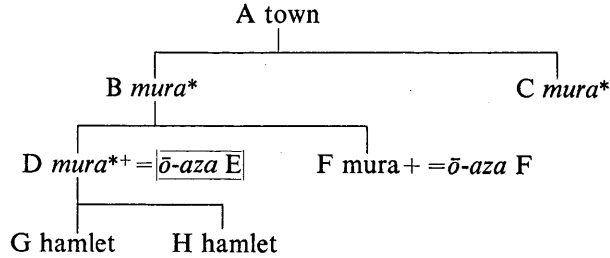 A town
B mura* C mura*
D mura*+ = ō-aza E F mura+ =ō-aza F
G hamlet H hamlet